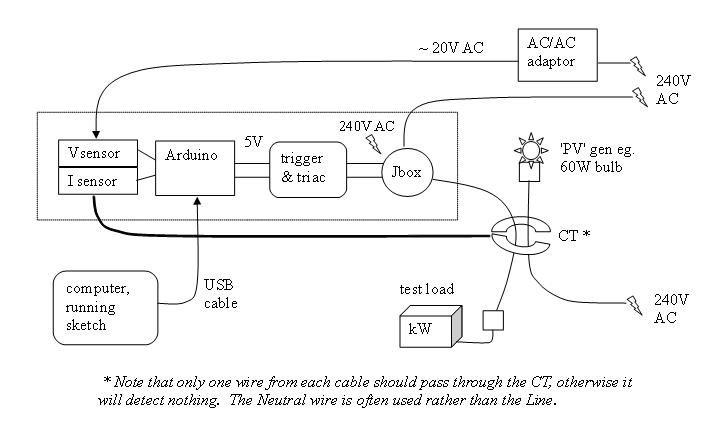 ~ 20V AC
AC/AC
adaptor
240V
AC
V sensor
I sensor
Arduino
5V
trigger
& triac
240V AC
Jbox
'PV' gen eg.
60W bulb
CT *
computer,
running
sketch
USB
cable
test load
kW
240V
AC
* Note that only one wire from each cable should pass through the CT, otherwise it
will detect nothing. The Neutral wire is often used rather than the Line.